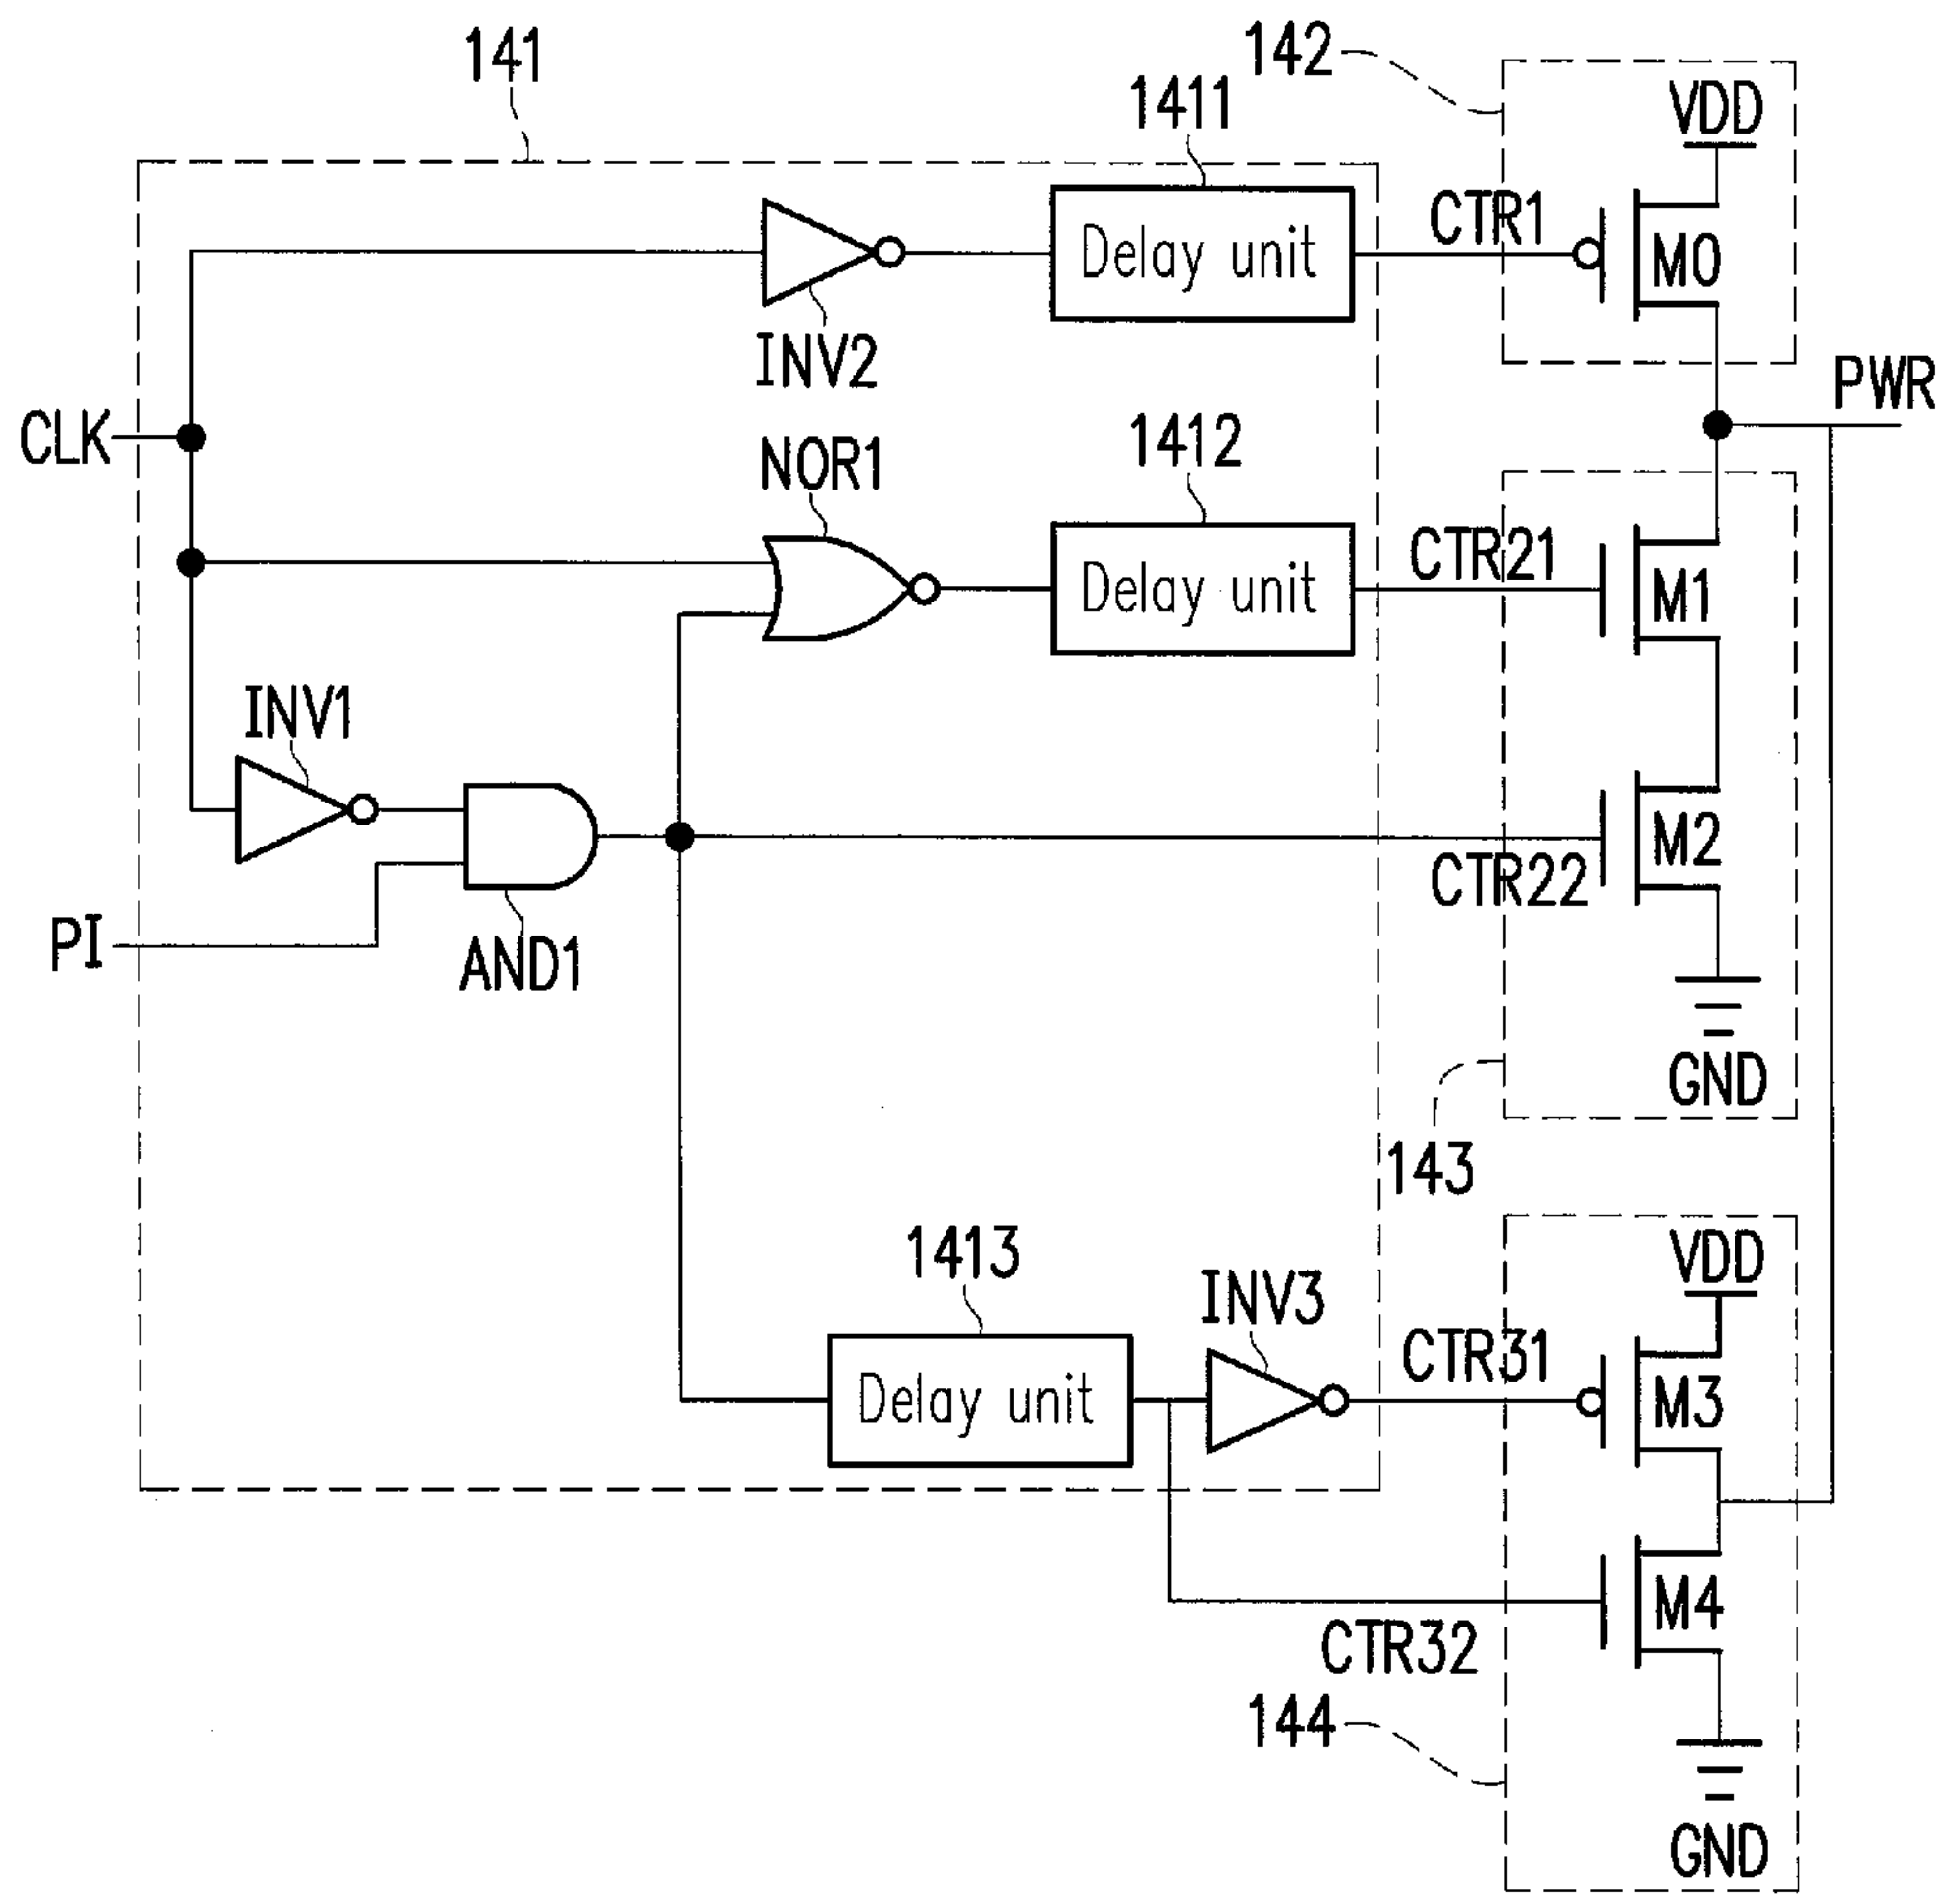 141
142
VDD
1411
CTR1
Delay unit
M0
INV2
PWR
CLK
NOR1
1412
CTR21
Delay unit
M1
INV1
M2
CTR22
PI
AND1
GND
143
1413
VDD
INV3
CTR31
Delay unit
M3
M4
CTR32
144
GND